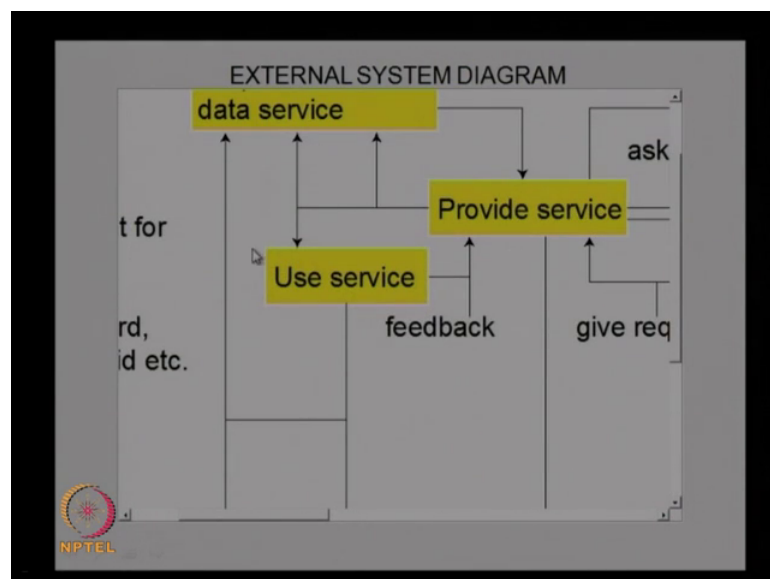 EXTERNAL SYSTEM DIAGRAM
data service
ask
Provide service
t for
Use service
rd,
feedback
give req
id etc.
NPTEL